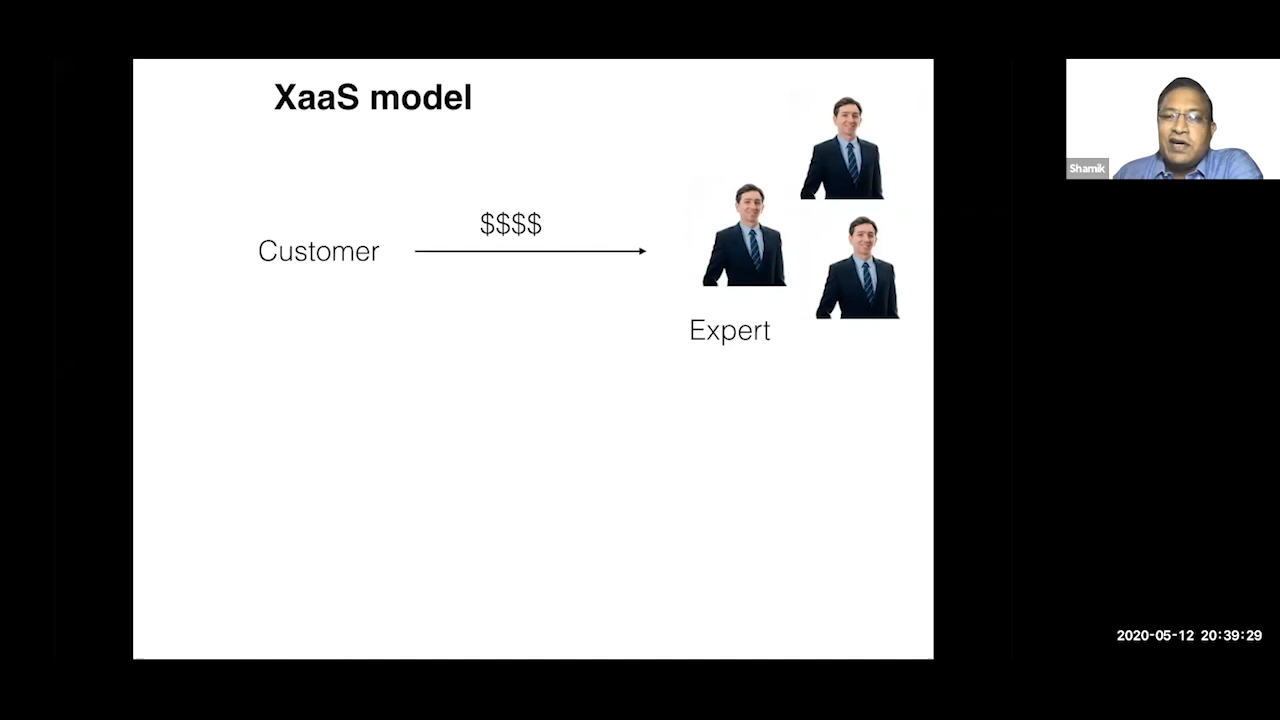 XaaS model
$$$$
Customer
Expert
Shamik
2020-05-12 20:39:29